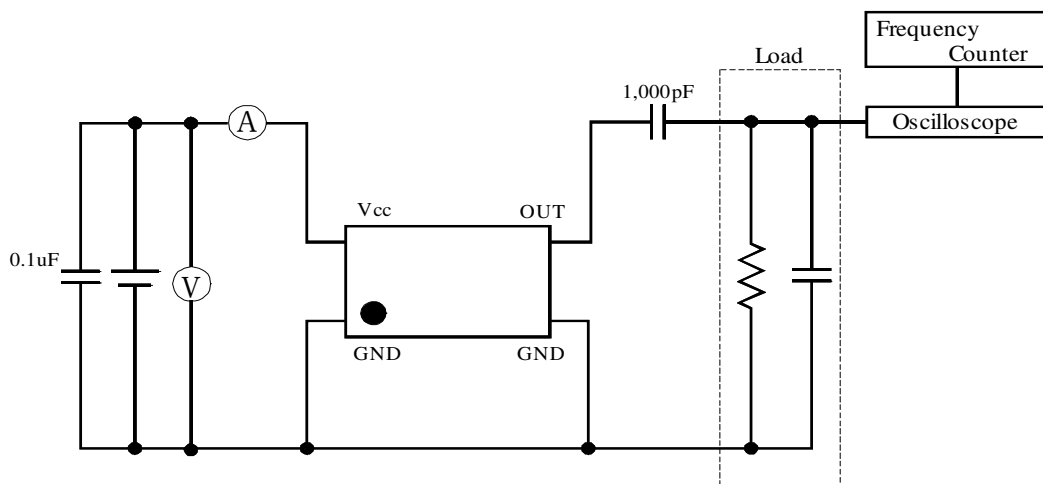 Frequency
Counter
Load
1,000pF
A
Oscilloscope
Vcc
OUT
0.1uF
V
GND
GND